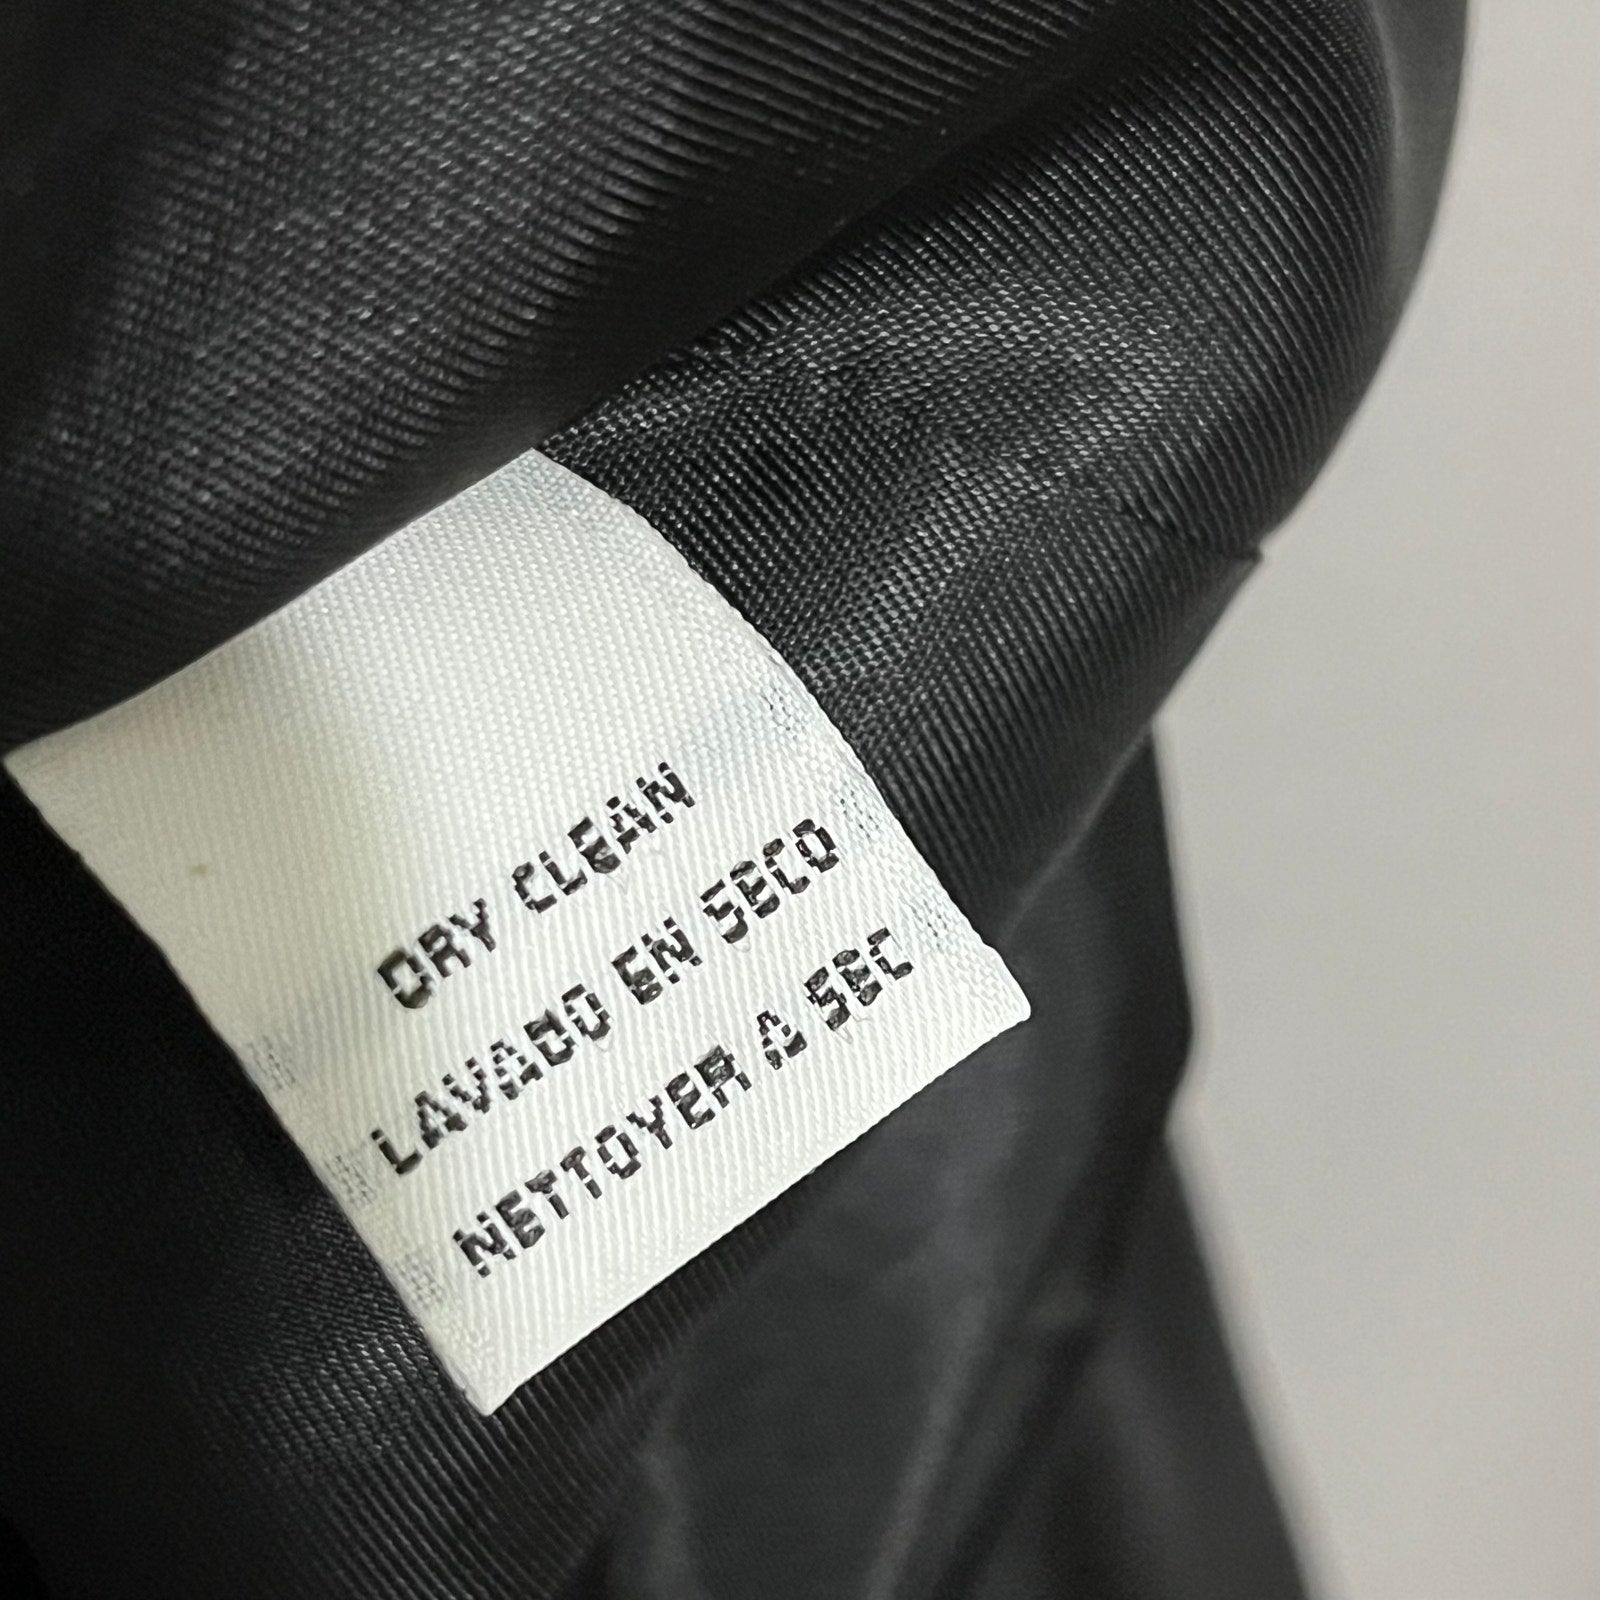 DRY CLEAN
LAVADO EN SECO
NETTOYER A SEC